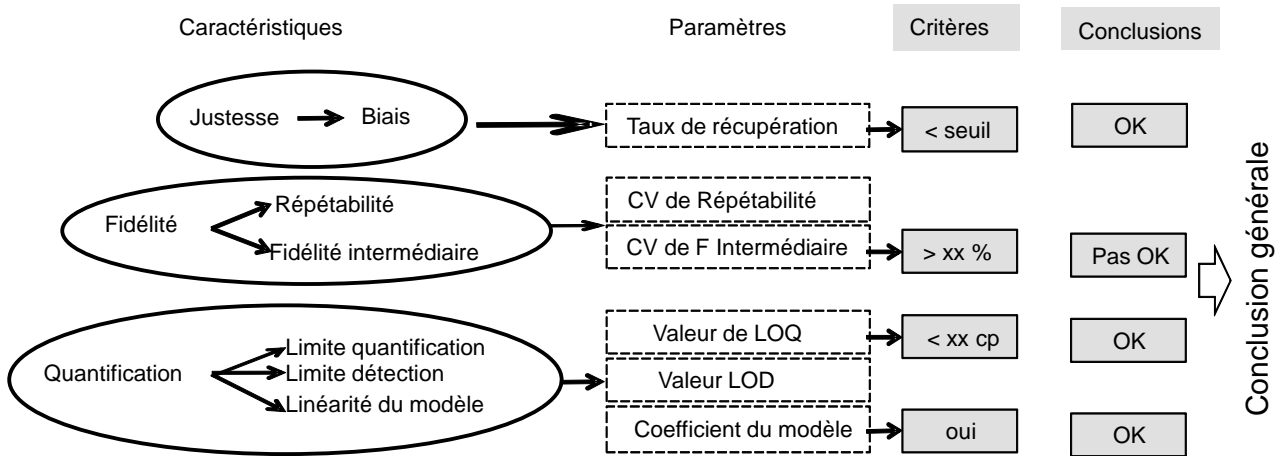 Caractéristiques Paramètres Critères Conclusions
Justesse Biais Taux de récupération < seuil OK
Fidélité
Répétabilité
Fidélité intermédiaire
CV de Répétabilité
CV de F Intermédiaire > xx % Pas OK
Quantification
Limite quantification
Limite détection
Linéarité du modèle
Valeur de LOQ < xx cp OK
Valeur LOD
Coefficient du modèle oui OK
Conclusion générale